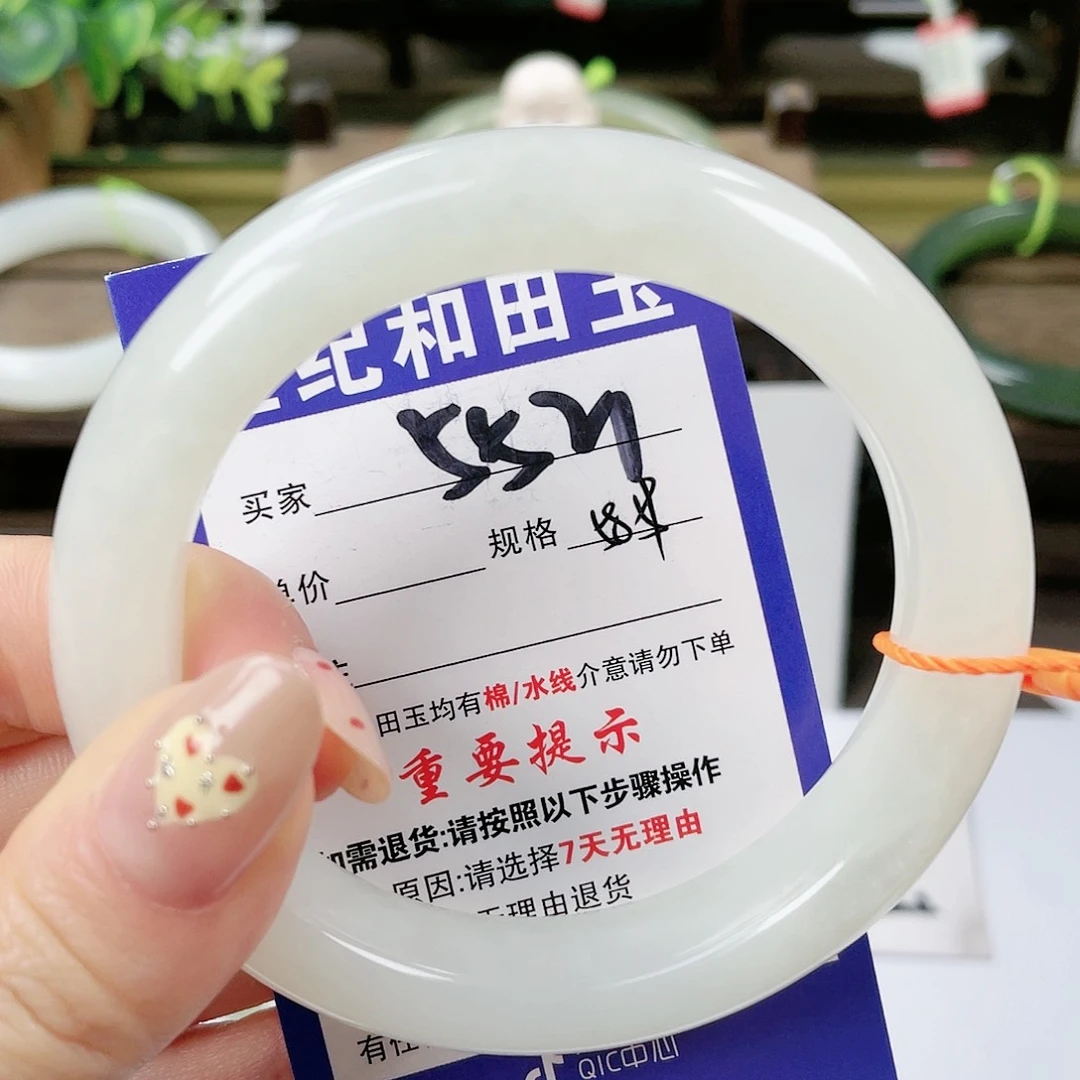 纪和田玉
买家
规格
价
田玉均有棉/水线介意请勿下单
重要提示
需退货:请按照以下步骤操作
原因:请选择7天无理由
理由退货
有任
QIC中心